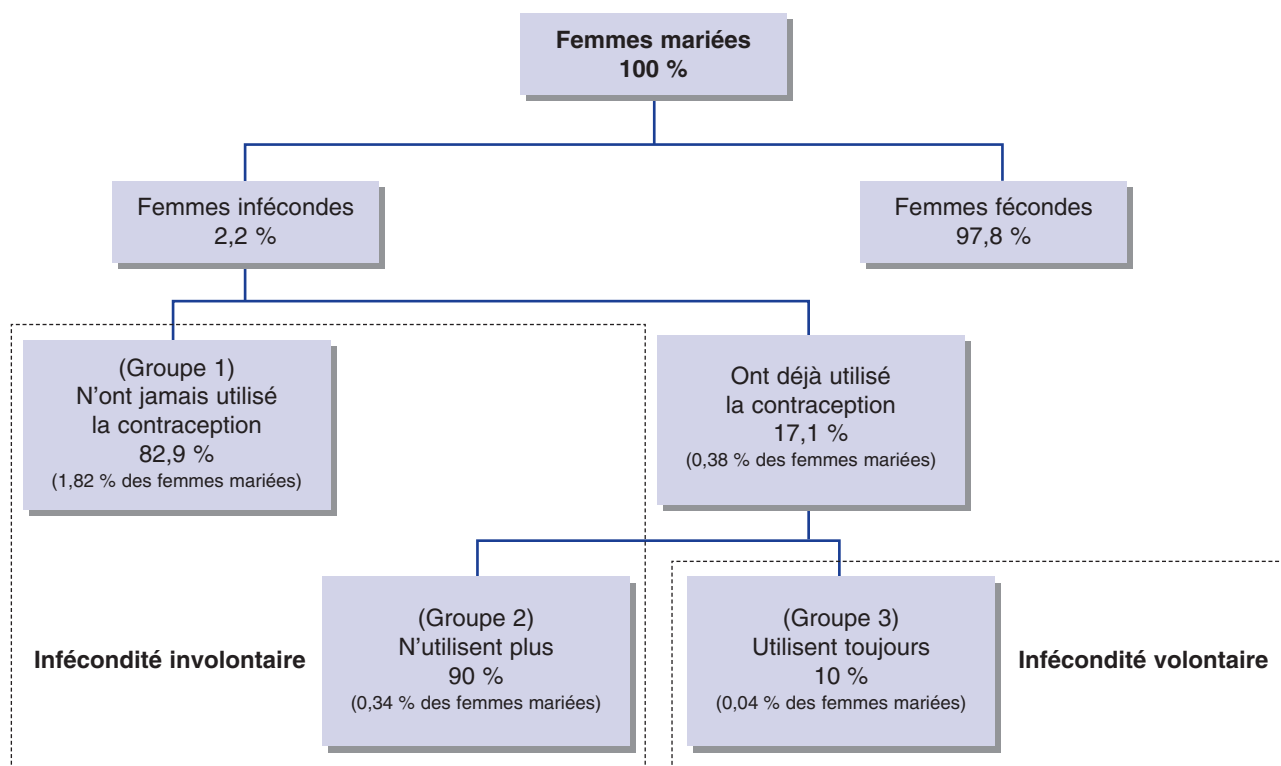 Femmes mariées
100 %
Femmes infécondes
2,2 %
Femmes fécondes
97,8 %
(Groupe 1)
N’ont jamais utilisé
la contraception
82,9 %
(1,82 % des femmes mariées)
Ont déjà utilisé
la contraception
17,1 %
(0,38 % des femmes mariées)
Infécondité involontaire
(Groupe 2)
N’utilisent plus
90 %
(0,34 % des femmes mariées)
(Groupe 3)
Utilisent toujours
10 %
(0,04 % des femmes mariées)
Infécondité volontaire